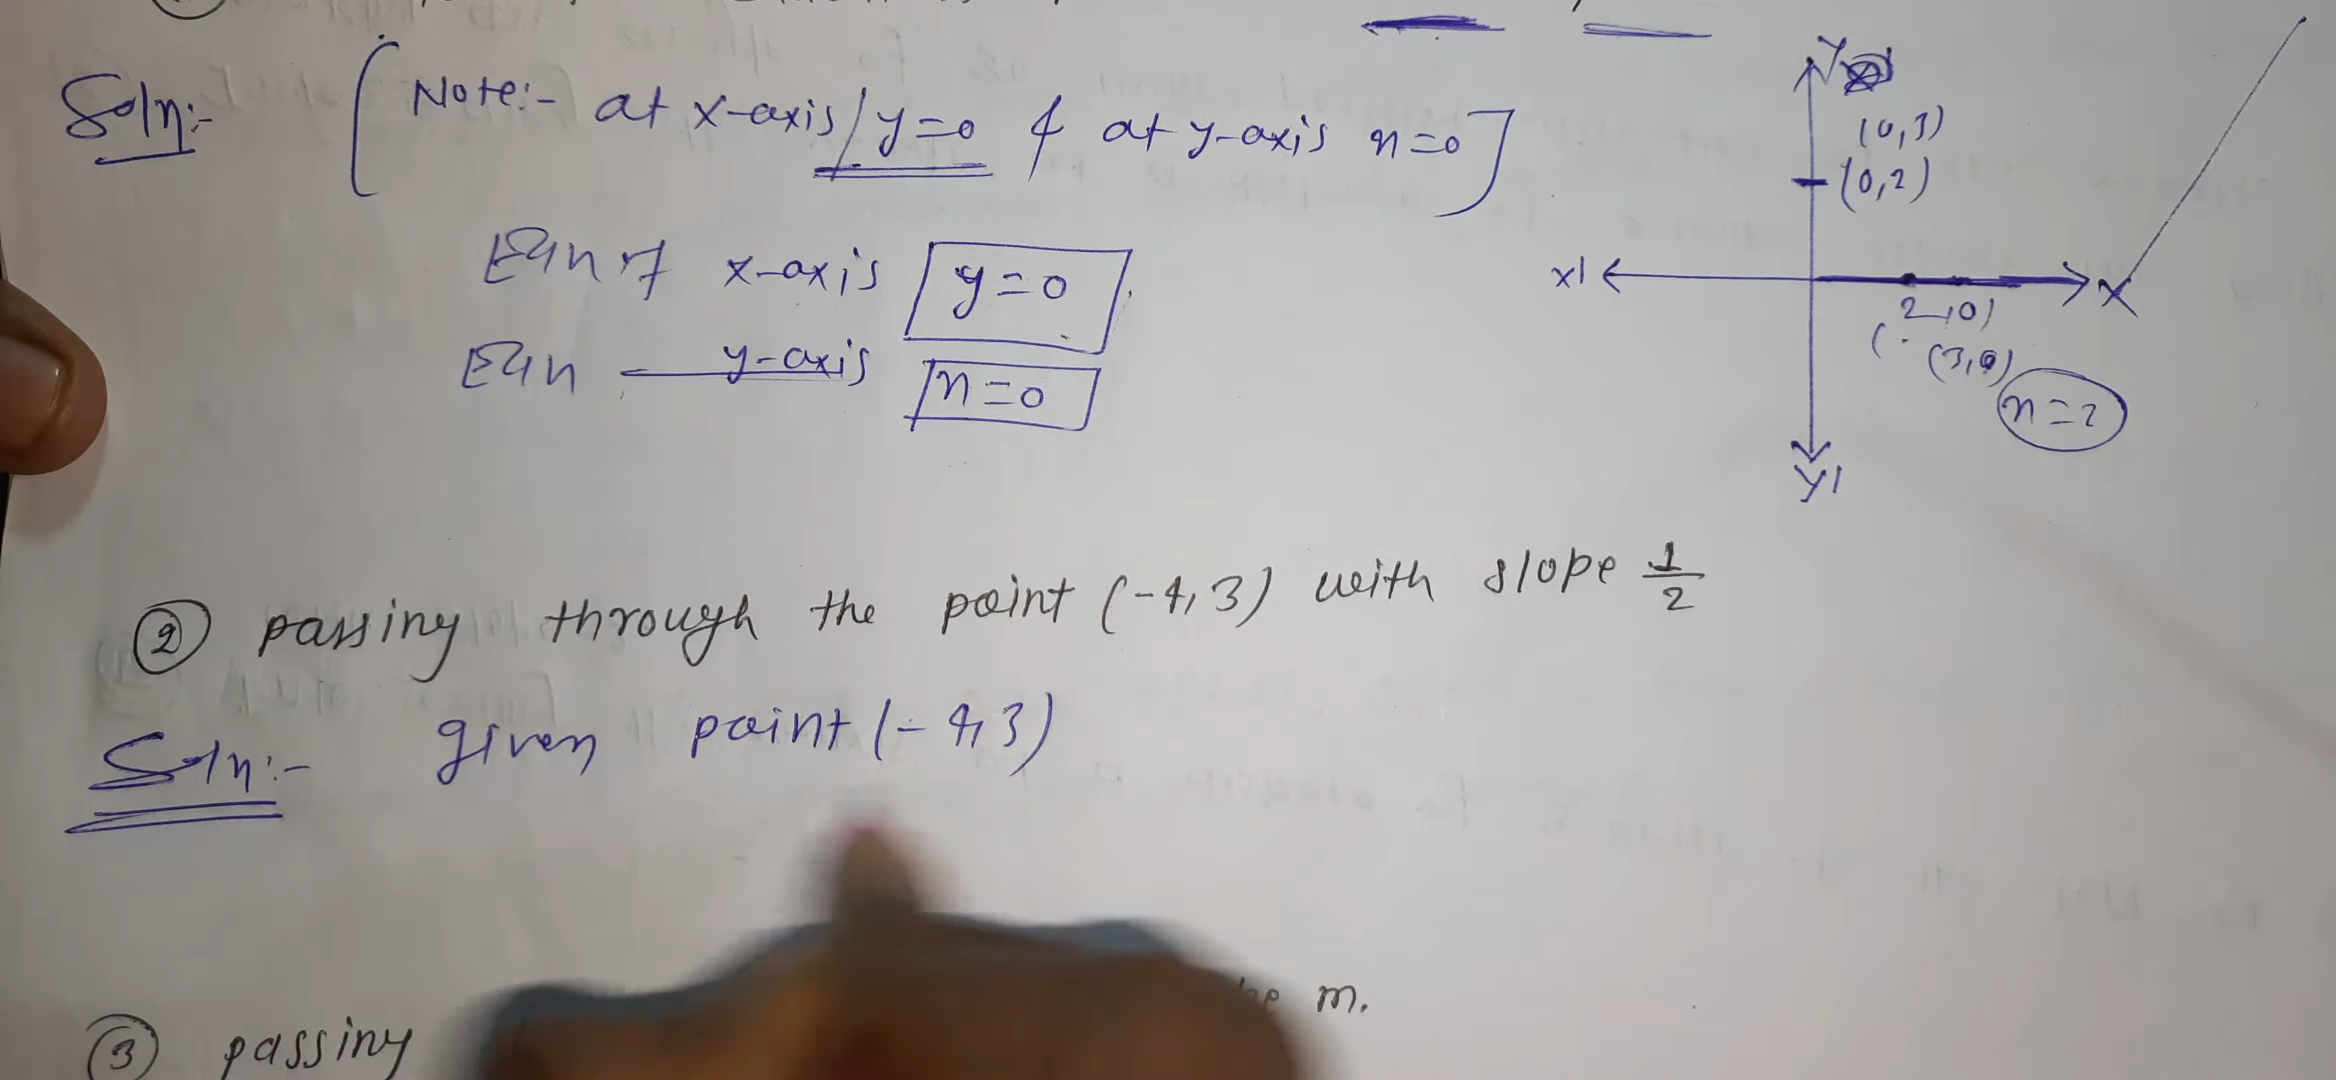 Soln:- [Note:- at x-axis/y=0 & at y-axis x=0]
Eqn of x-axis y=0
Eqn — y-axis x=0
Y
(0,3)
(0,2)
X1
X
(2,0)
(3,0)
x=2
Y1
② passing through the point (-4,3) with slope 1/2
Soln:- given point (-4,3)
③ passing m.